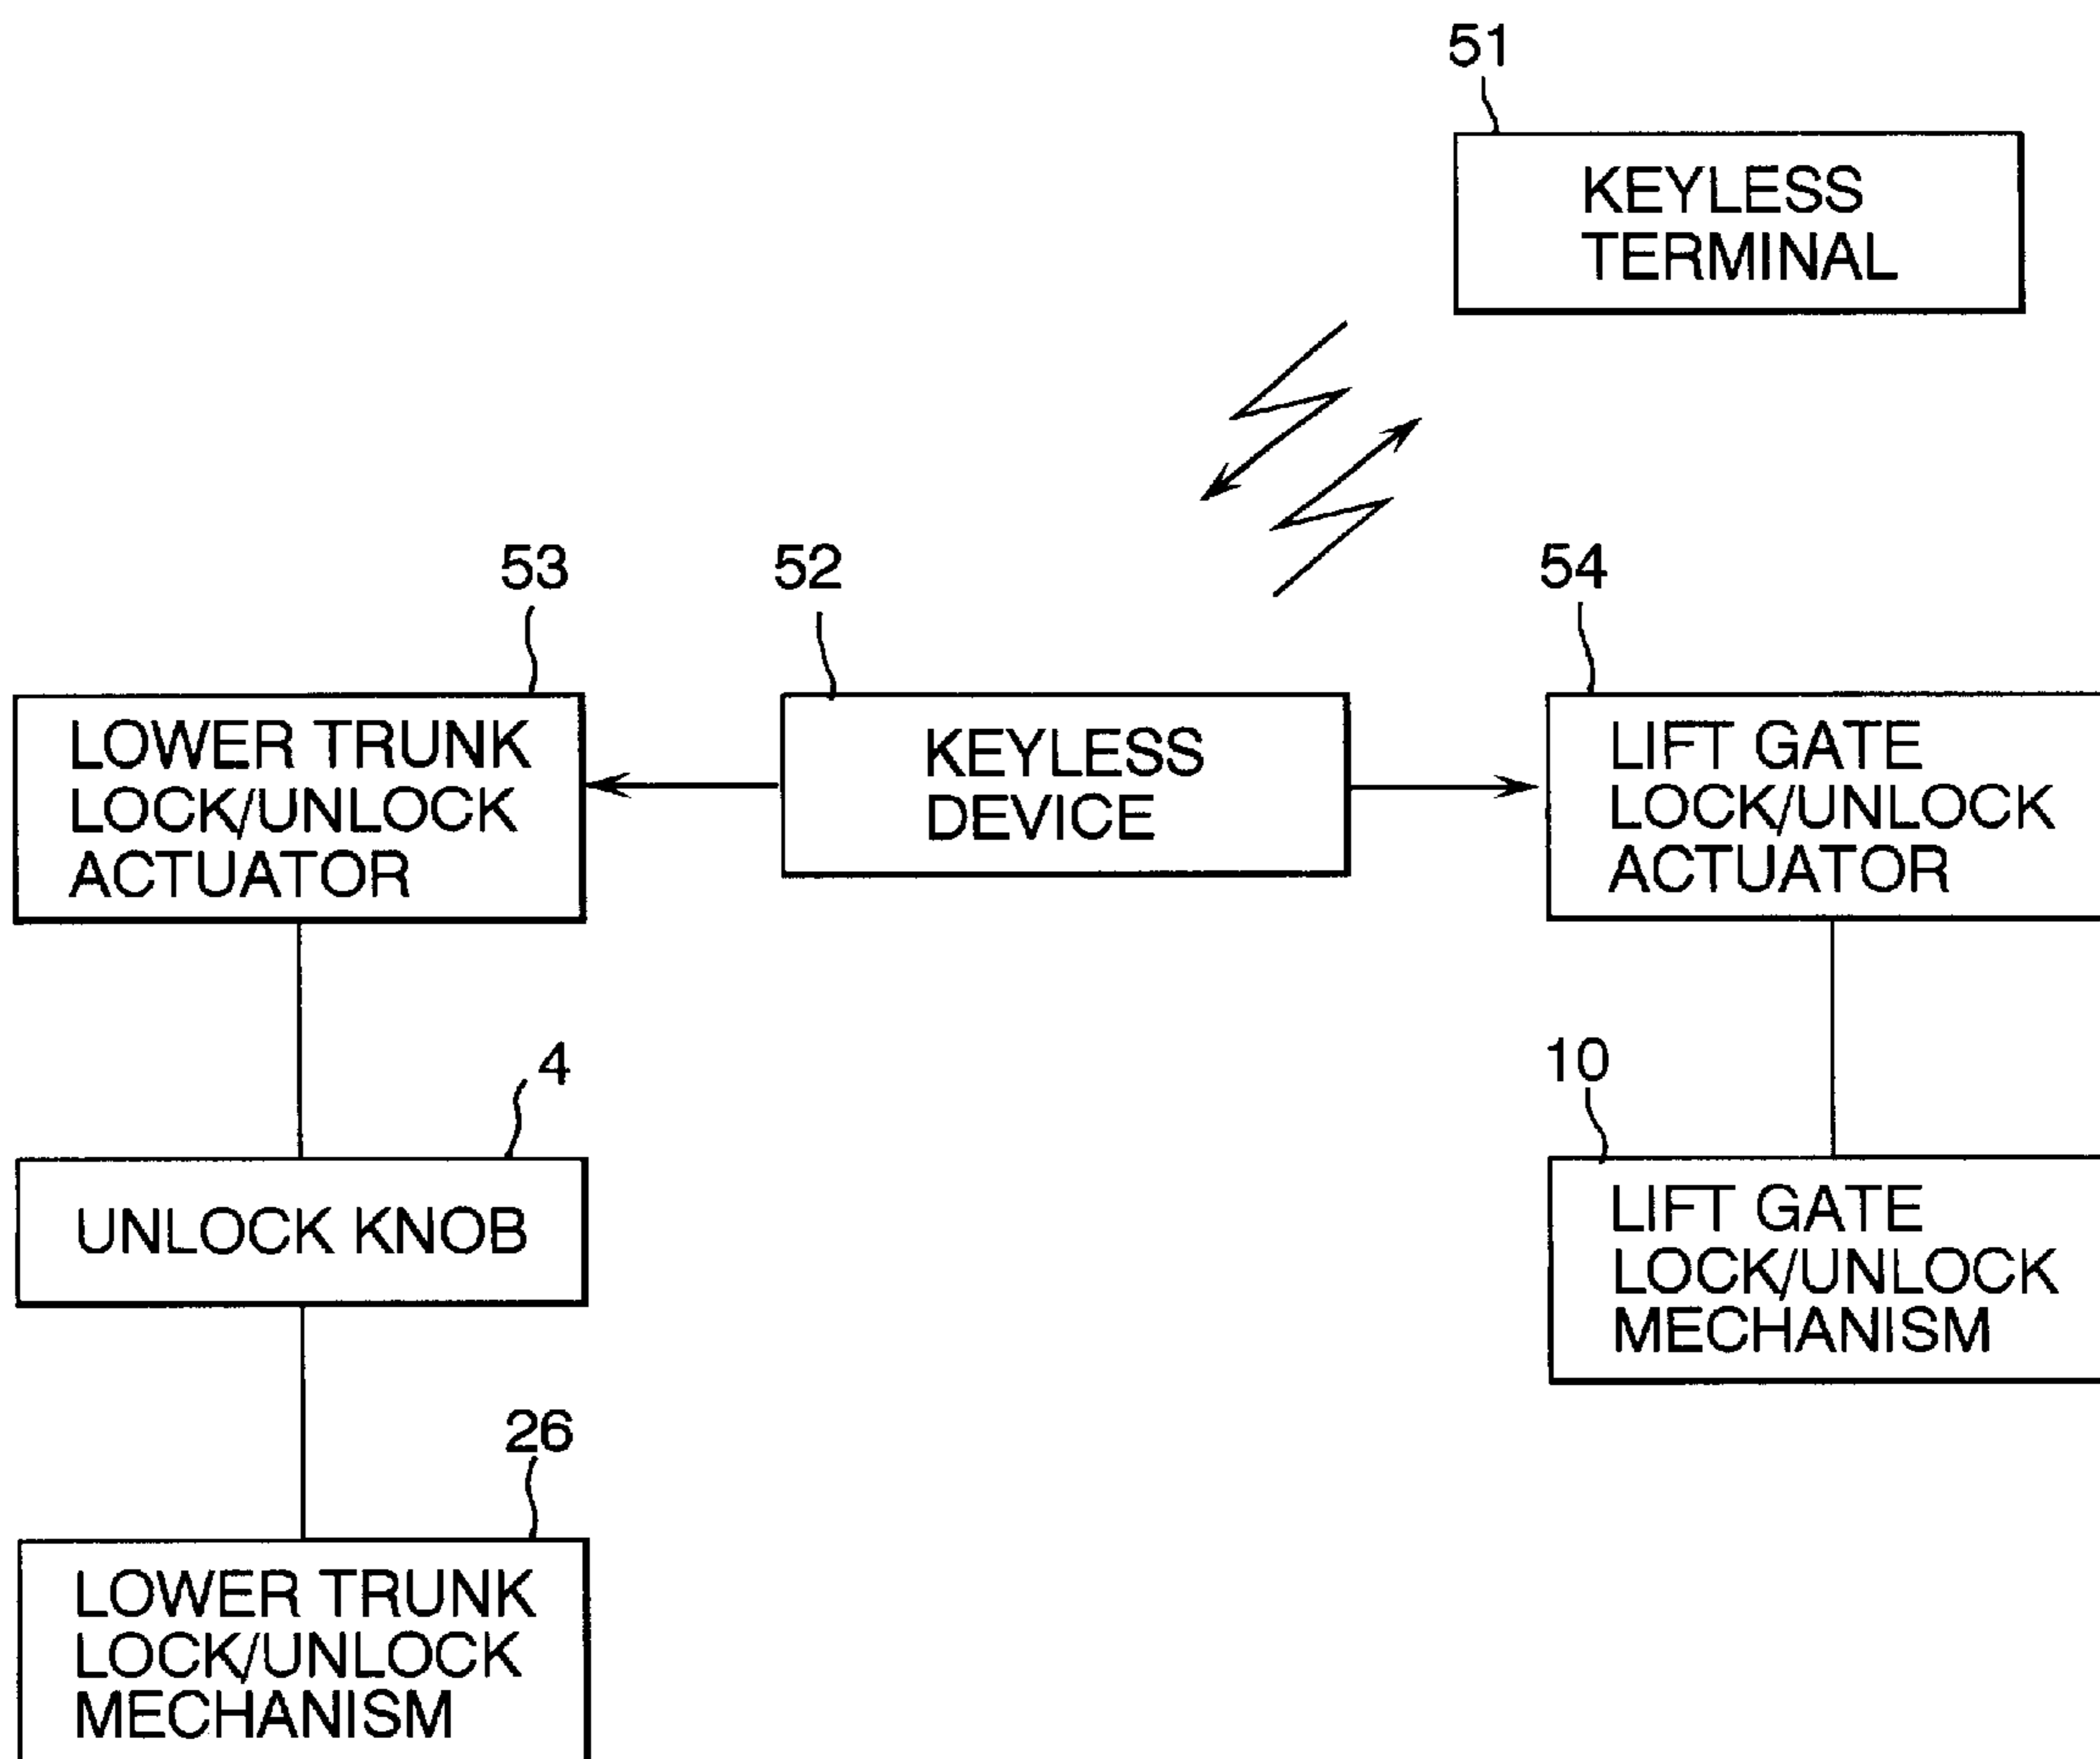 51
KEYLESS
TERMINAL
53
52
54
LOWER TRUNK
LOCK/UNLOCK
ACTUATOR
KEYLESS
DEVICE
LIFT GATE
LOCK/UNLOCK
ACTUATOR
4
UNLOCK KNOB
10
LIFT GATE
LOCK/UNLOCK
MECHANISM
26
LOWER TRUNK
LOCK/UNLOCK
MECHANISM